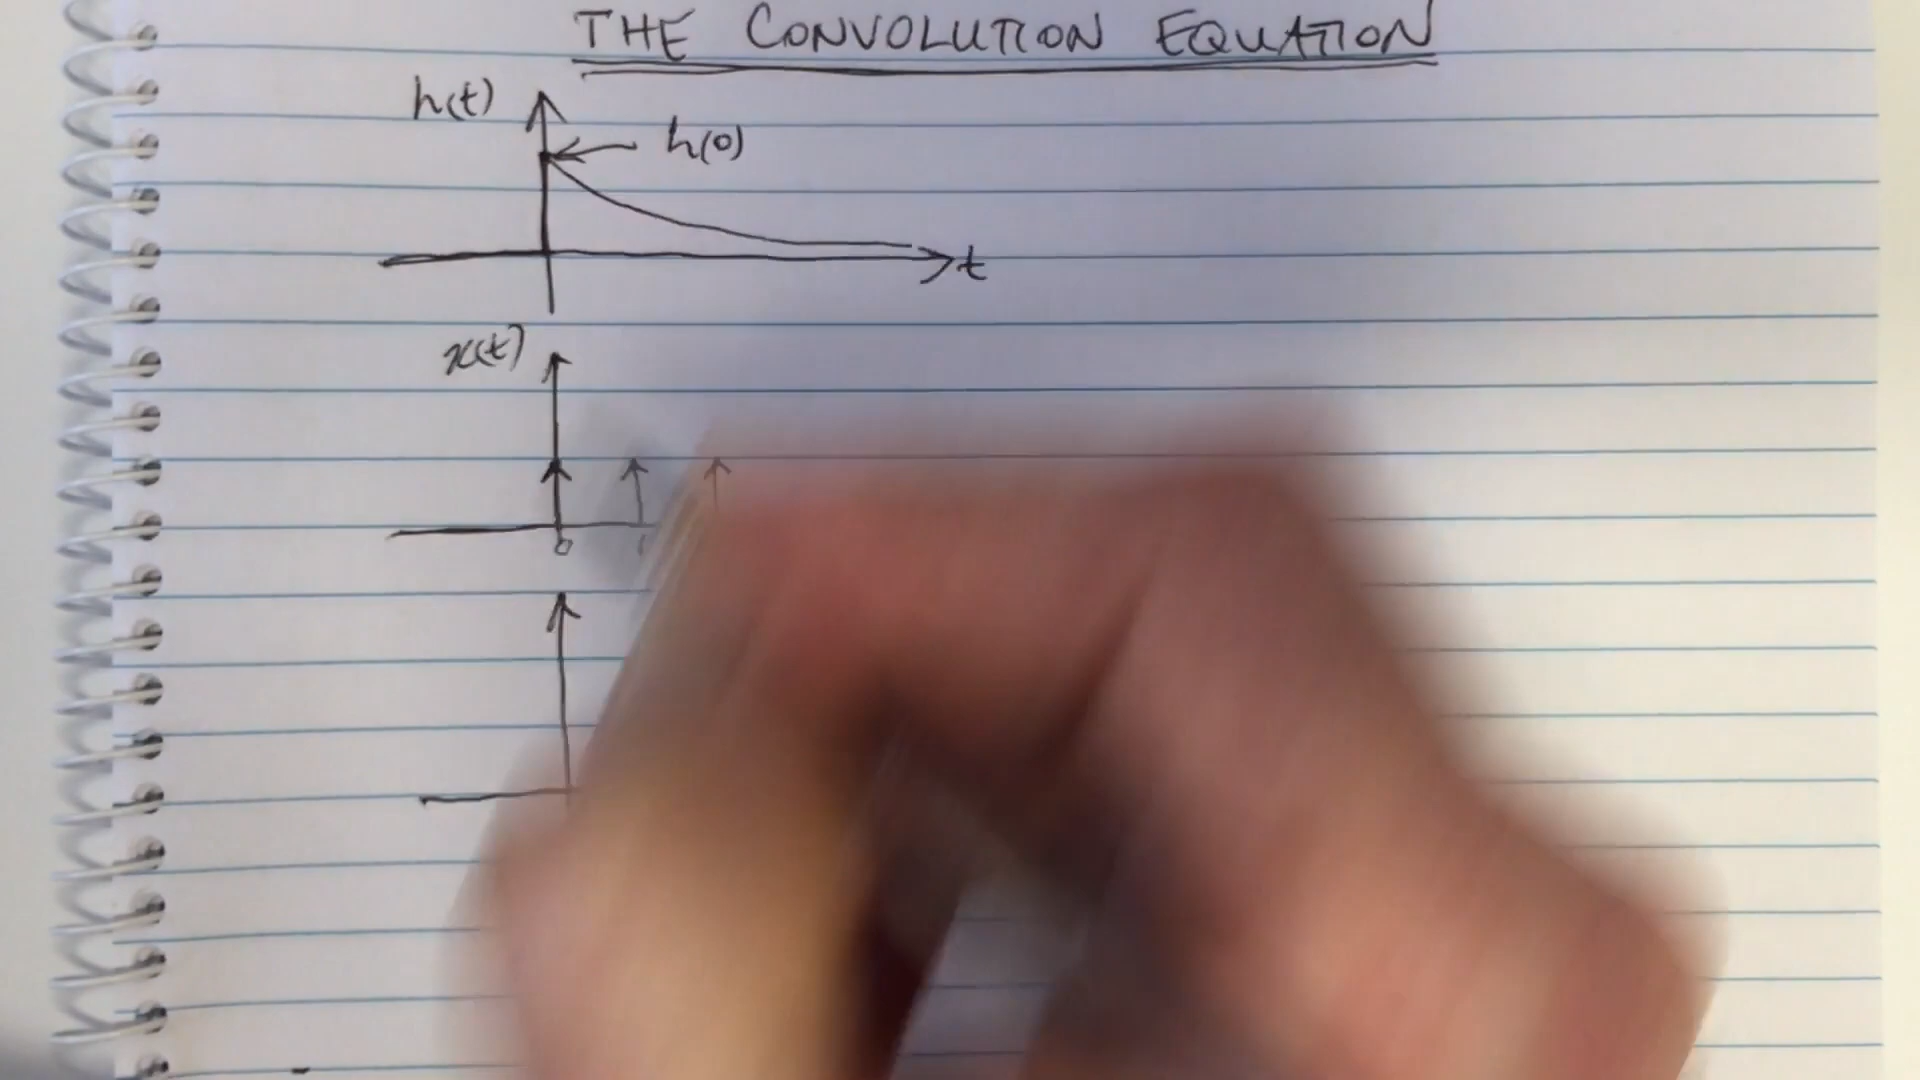 THE CONVOLUTION EQUATION
h(t)
h(0)
t
x(t)
0